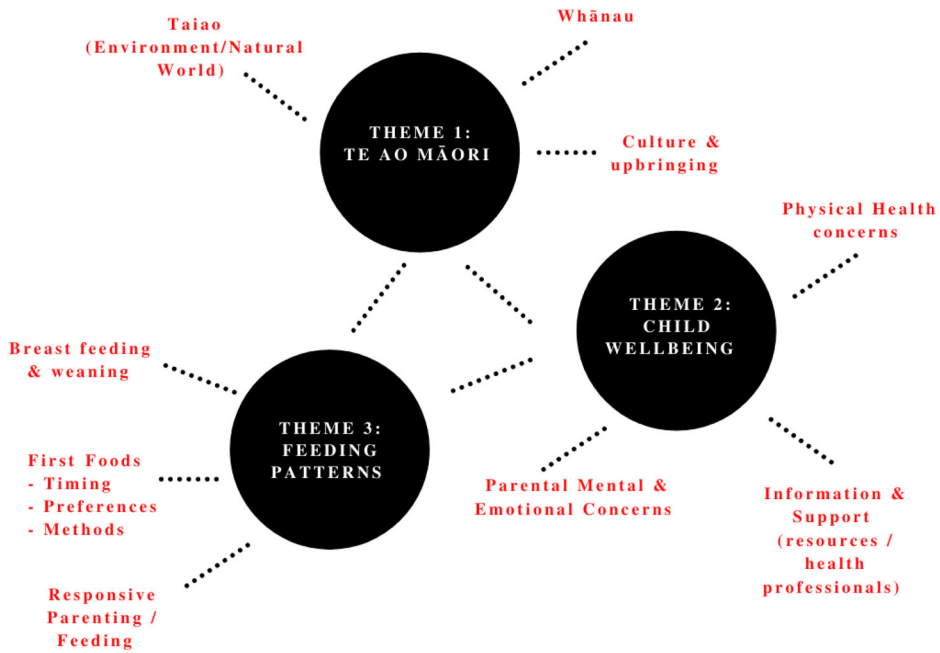 Taiao
(Environment/Natural
World)
Whānau
THEME 1:
TE AO MĀORI
Culture &
upbringing
Physical Health
concerns
THEME 2:
CHILD
WELLBEING
Breast feeding
& weaning
THEME 3:
FEEDING
PATTERNS
First Foods
- Timing
- Preferences
- Methods
Parental Mental &
Emotional Concerns
Information &
Support
(resources /
health
professionals)
Responsive
Parenting /
Feeding